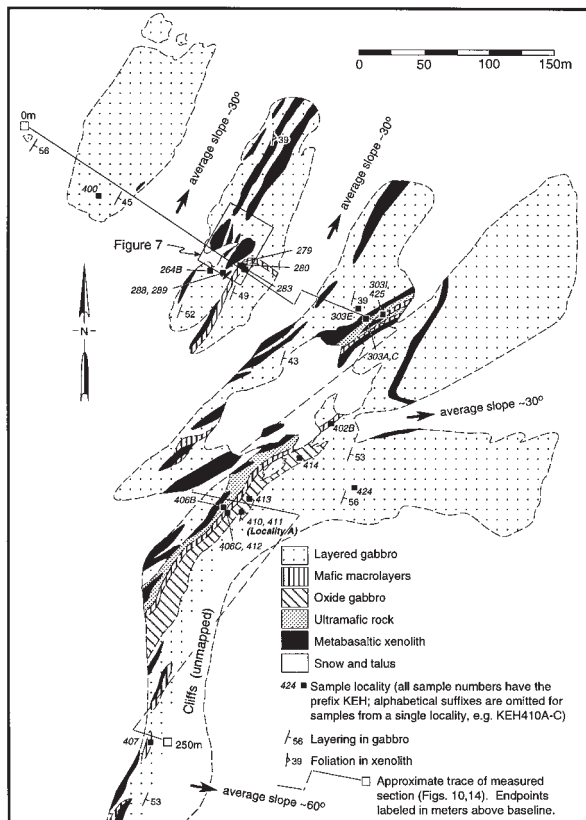 0 50 100 150m
0m
56
400
45
average slope ~30º
39
average slope ~30º
Figure 7
264B
288, 289
279
280
283
49
52
303I,
425
39
303E
303A,C
43
N
average slope ~30º
402B
53
414
424
56
406B
413
410, 411
(Locality A)
406C, 412
Cliffs (unmapped)
Layered gabbro
Mafic macrolayers
Oxide gabbro
Ultramafic rock
Metabasaltic xenolith
Snow and talus
424 Sample locality (all sample numbers have the
prefix KEH; alphabetical suffixes are omitted for
samples from a single locality, e.g. KEH410A-C)
56 Layering in gabbro
39 Foliation in xenolith
Approximate trace of measured
section (Figs. 10,14). Endpoints
labeled in meters above baseline.
407
250m
average slope ~60º
53